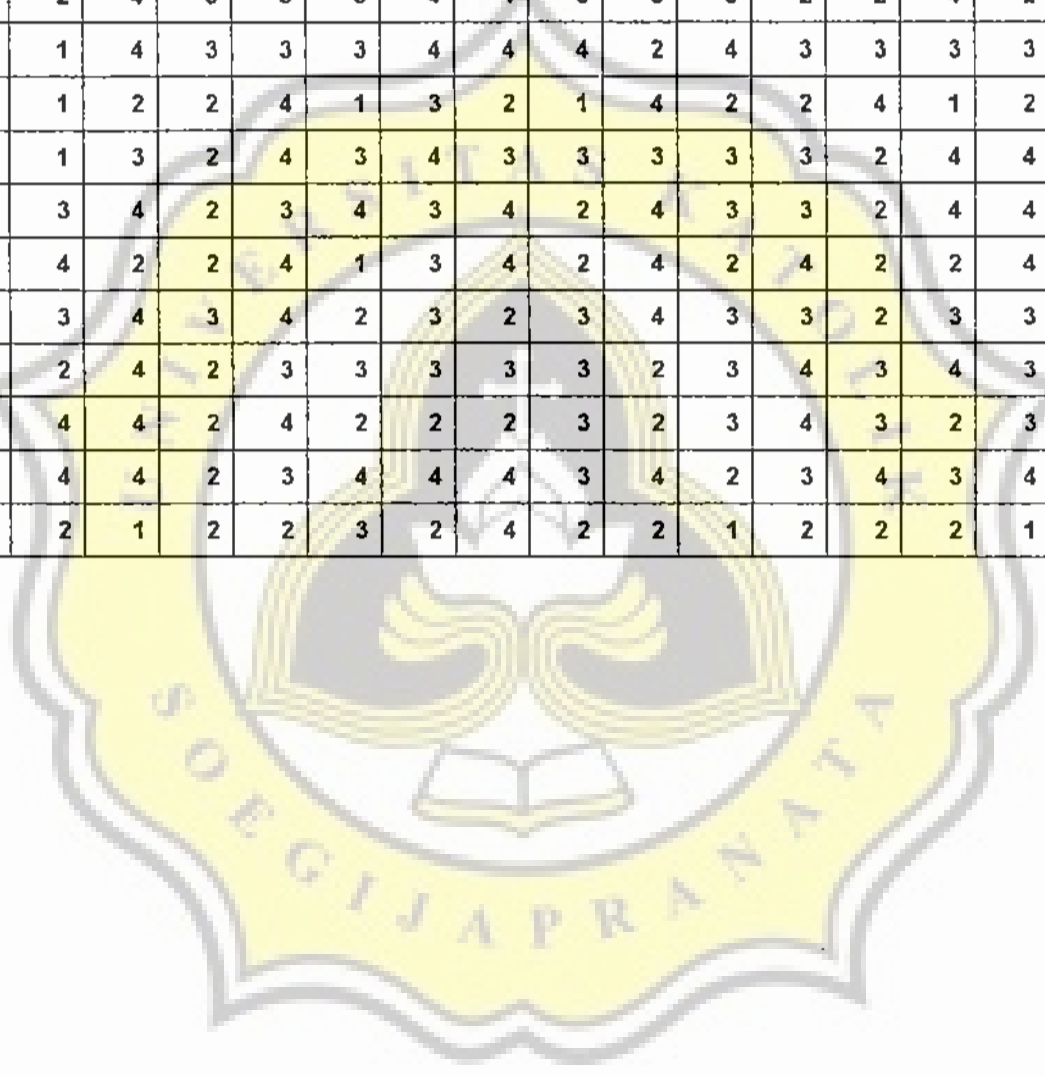 1 4 3 3 3 4 4 4 2 4 3 3 3 3
1 2 2 4 1 3 2 1 4 2 2 4 1 2
1 3 2 4 3 4 3 3 3 3 3 2 4 4
3 4 2 3 4 3 4 2 4 3 3 2 4 4
4 2 2 4 1 3 4 2 4 2 4 2 2 4
3 4 3 4 2 3 2 3 4 3 3 2 3 3
2 4 2 3 3 3 3 3 2 3 4 3 4 3
4 4 2 4 2 2 2 3 2 3 4 3 2 3
4 4 2 3 4 4 4 3 4 2 3 4 3 4
2 1 2 2 3 2 4 2 2 1 2 2 2 1
UNIVERSITAS KATOLIK
SOEGIJAPRANATA